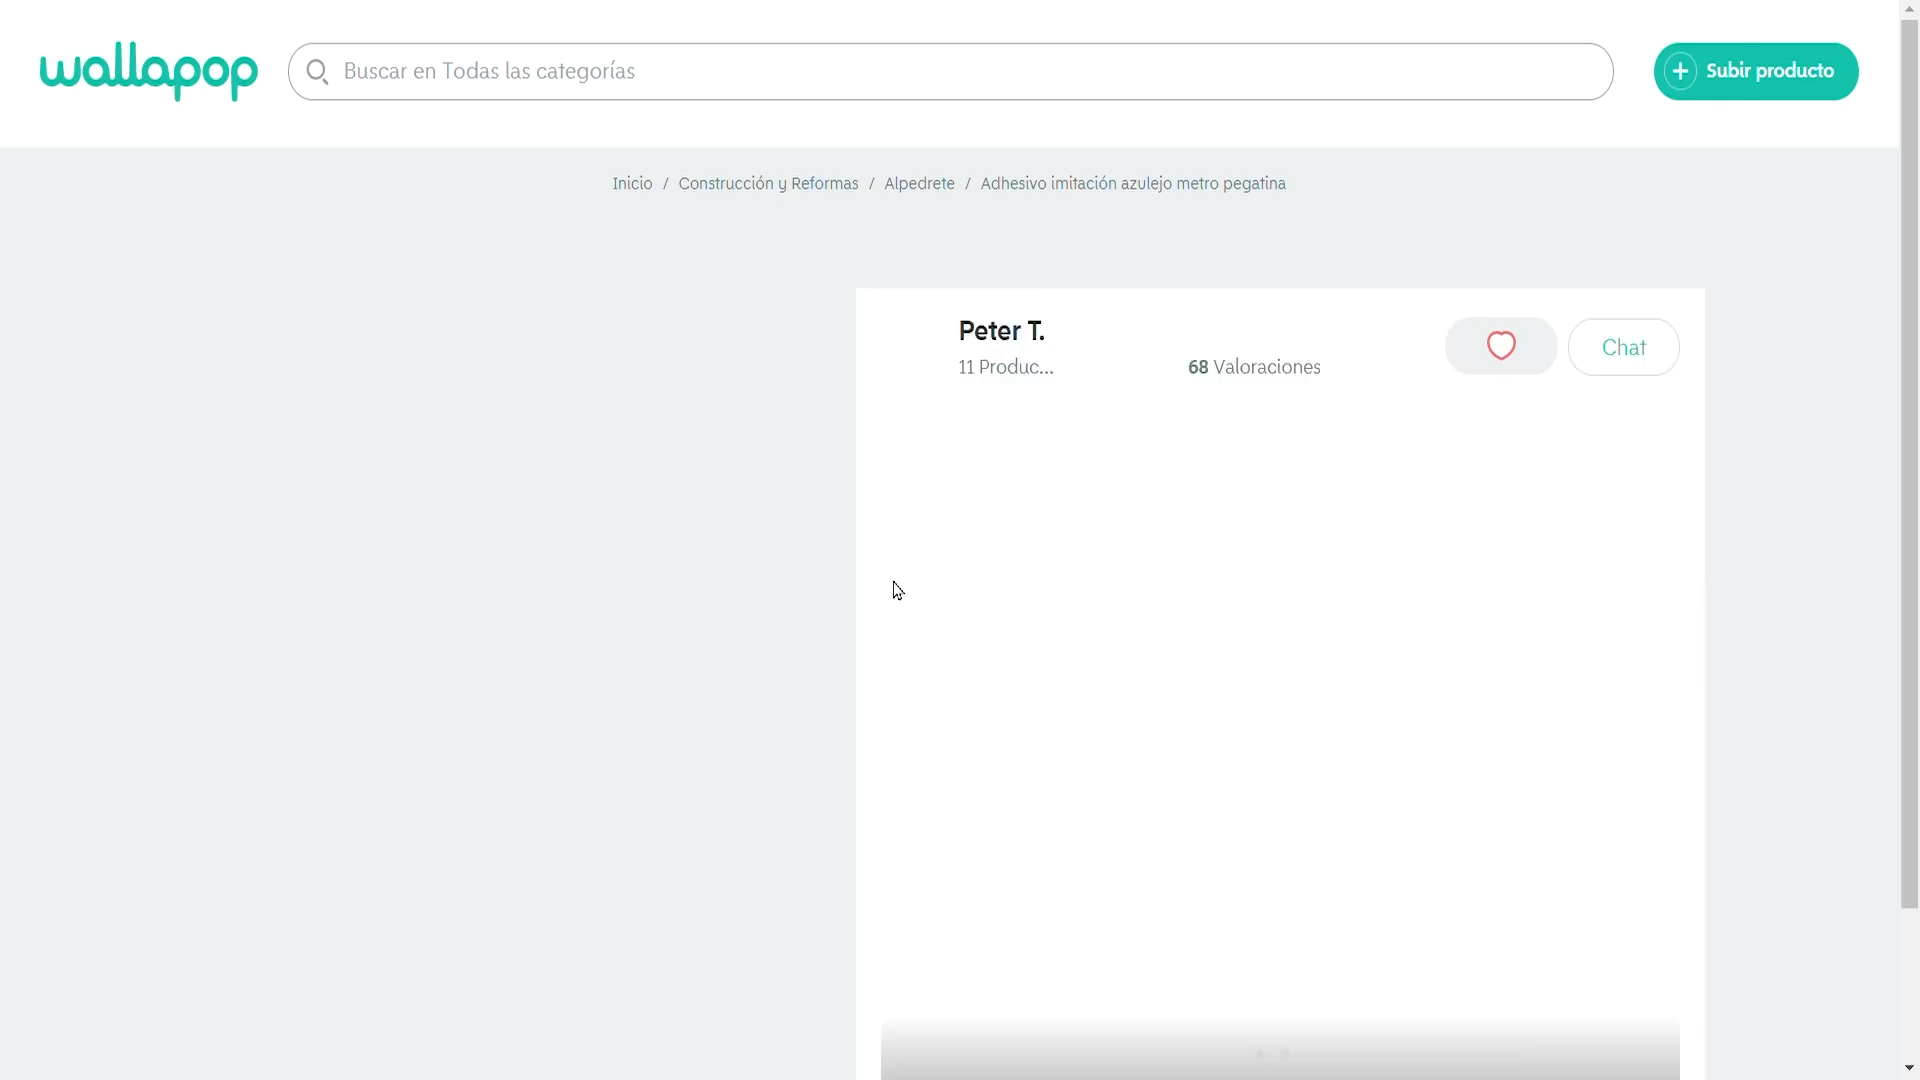 wallapop
Buscar en Todas las categorías
Subir producto
Inicio / Construcción y Reformas / Alpedrete / Adhesivo imitación azulejo metro pegatina
Peter T.
11 Produc...
68 Valoraciones
Chat